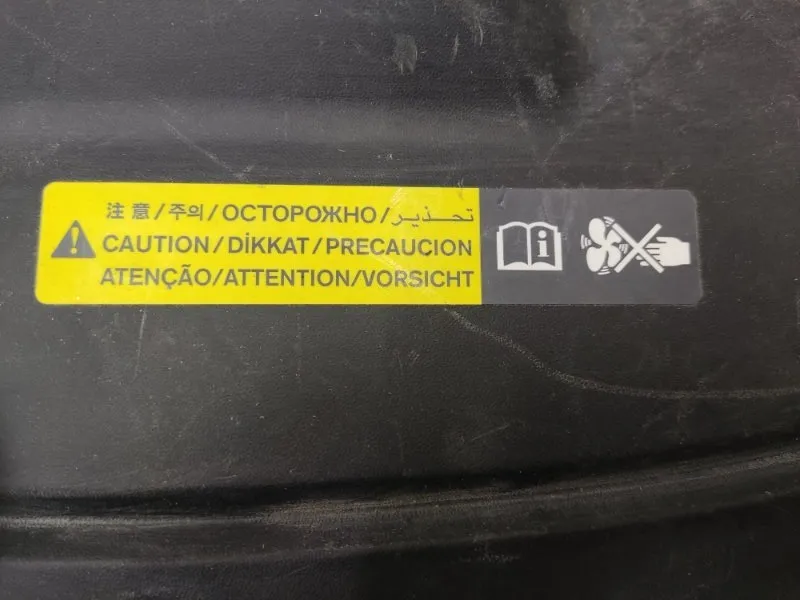 注意/주의/ОСТОРОЖНО/تحذير
CAUTION/DİKKAT/PRECAUCION
ATENÇÃO/ATTENTION/VORSICHT